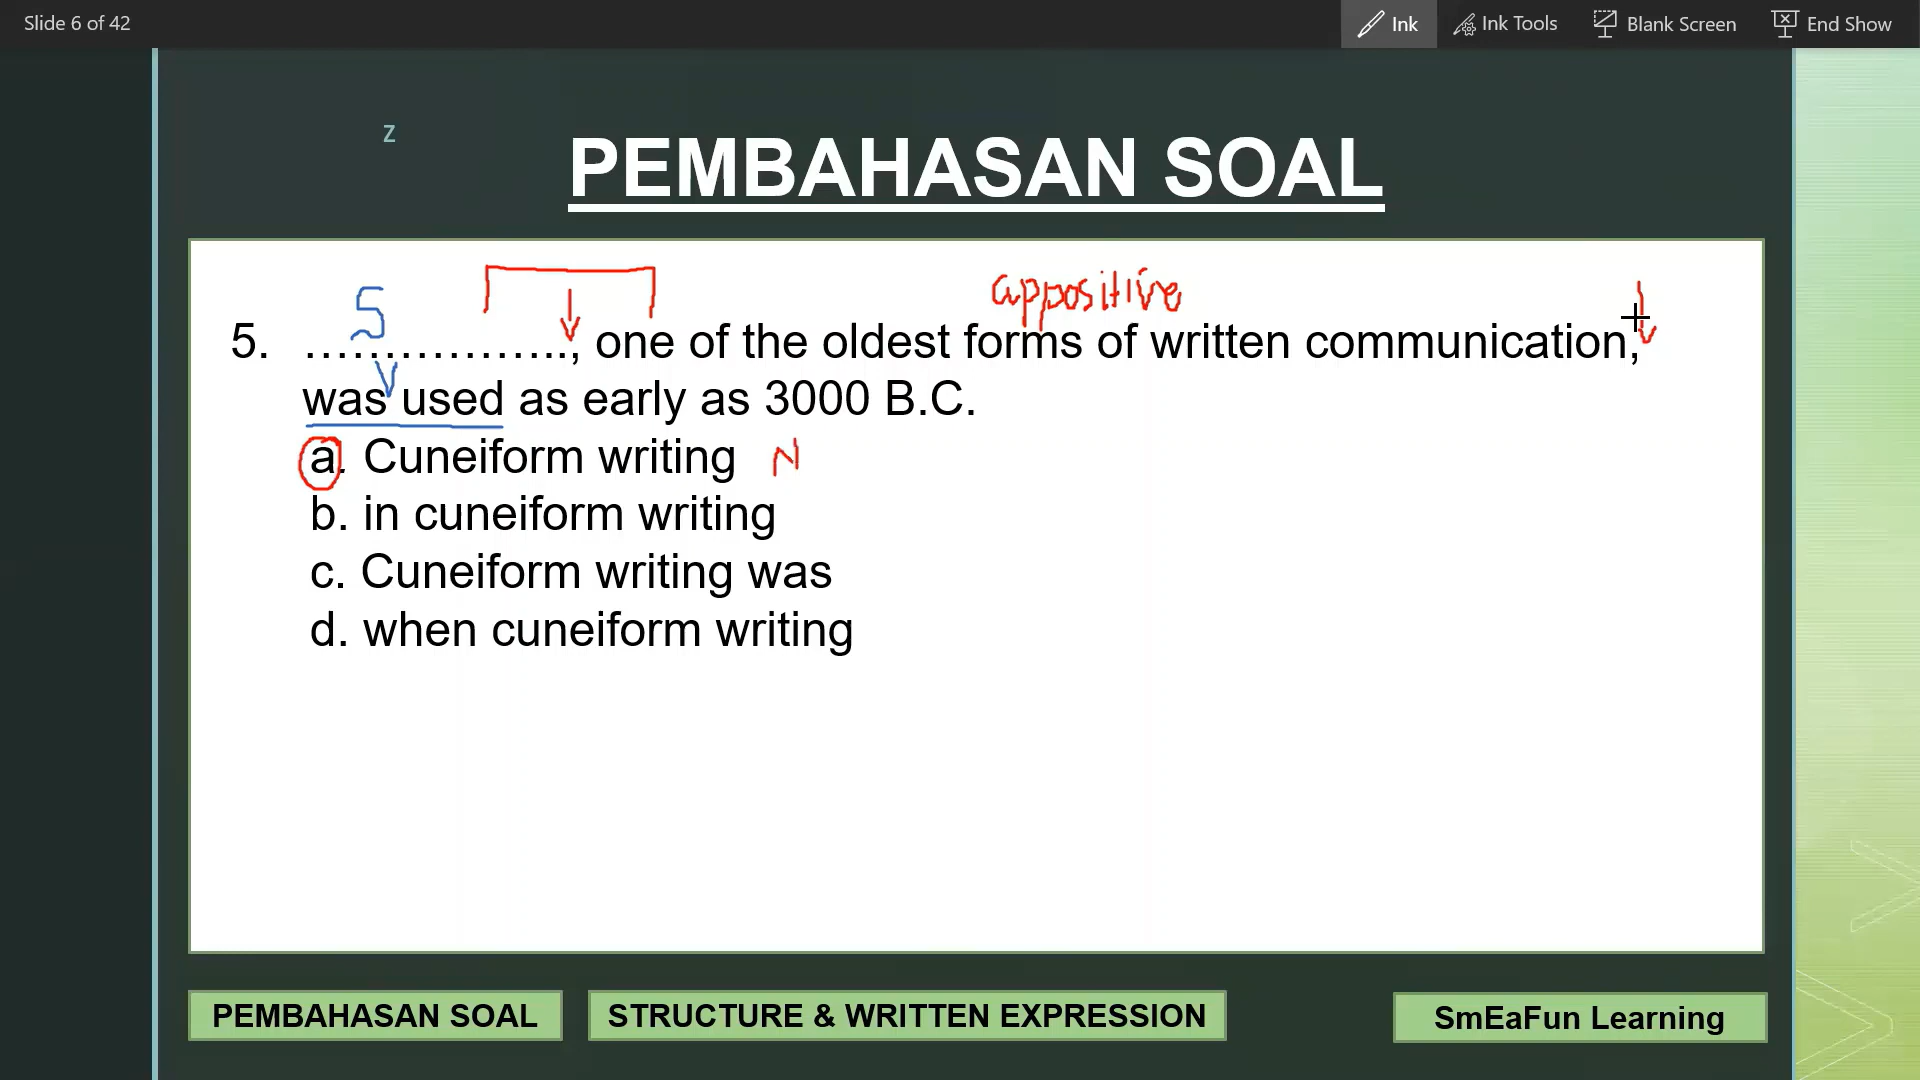 Slide 6 of 42
Ink
Ink Tools
Blank Screen
End Show
z
PEMBAHASAN SOAL
S
appositive
5. ………………..., one of the oldest forms of written communication,
V
was used as early as 3000 B.C.
a. Cuneiform writing N
b. in cuneiform writing
c. Cuneiform writing was
d. when cuneiform writing
PEMBAHASAN SOAL
STRUCTURE & WRITTEN EXPRESSION
SmEaFun Learning